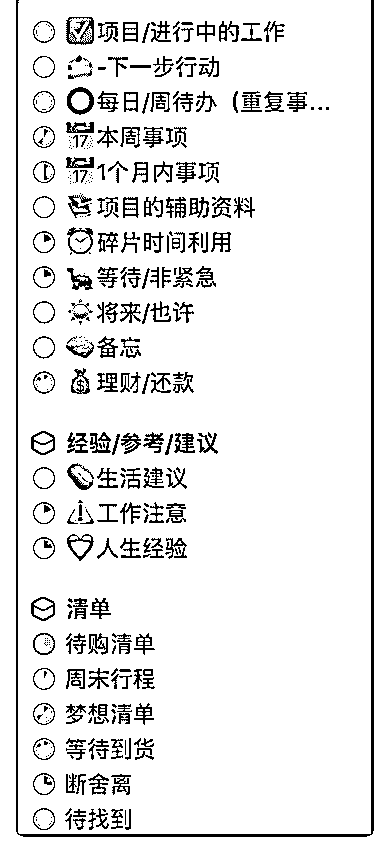 项目/进行中的工作
-下一步行动
每日/周待办（重复事...
本周事项
1个月内事项
项目的辅助资料
碎片时间利用
等待/非紧急
将来/也许
备忘
理财/还款
经验/参考/建议
生活建议
工作注意
人生经验
清单
待购清单
周末行程
梦想清单
等待到货
断舍离
待找到